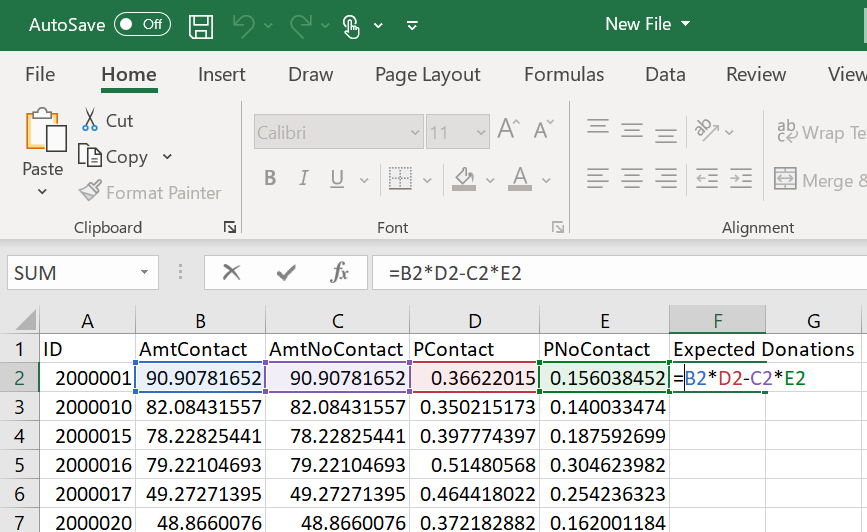 AutoSave Off New File
File Home Insert Draw Page Layout Formulas Data Review View
Paste Cut Copy Format Painter
Calibri 11
B I U A
ab Wrap Te
Merge &
Clipboard Font Alignment
SUM fx =B2*D2-C2*E2
A B C D E F G
1 ID AmtContact AmtNoContact PContact PNoContact Expected Donations
2 2000001 90.90781652 90.90781652 0.36622015 0.156038452 =B2*D2-C2*E2
3 2000010 82.08431557 82.08431557 0.350215173 0.140033474
4 2000015 78.22825441 78.22825441 0.397774397 0.187592699
5 2000016 79.22104693 79.22104693 0.51480568 0.304623982
6 2000017 49.27271395 49.27271395 0.464418022 0.254236323
7 2000020 48.8660076 48.8660076 0.372182882 0.162001184